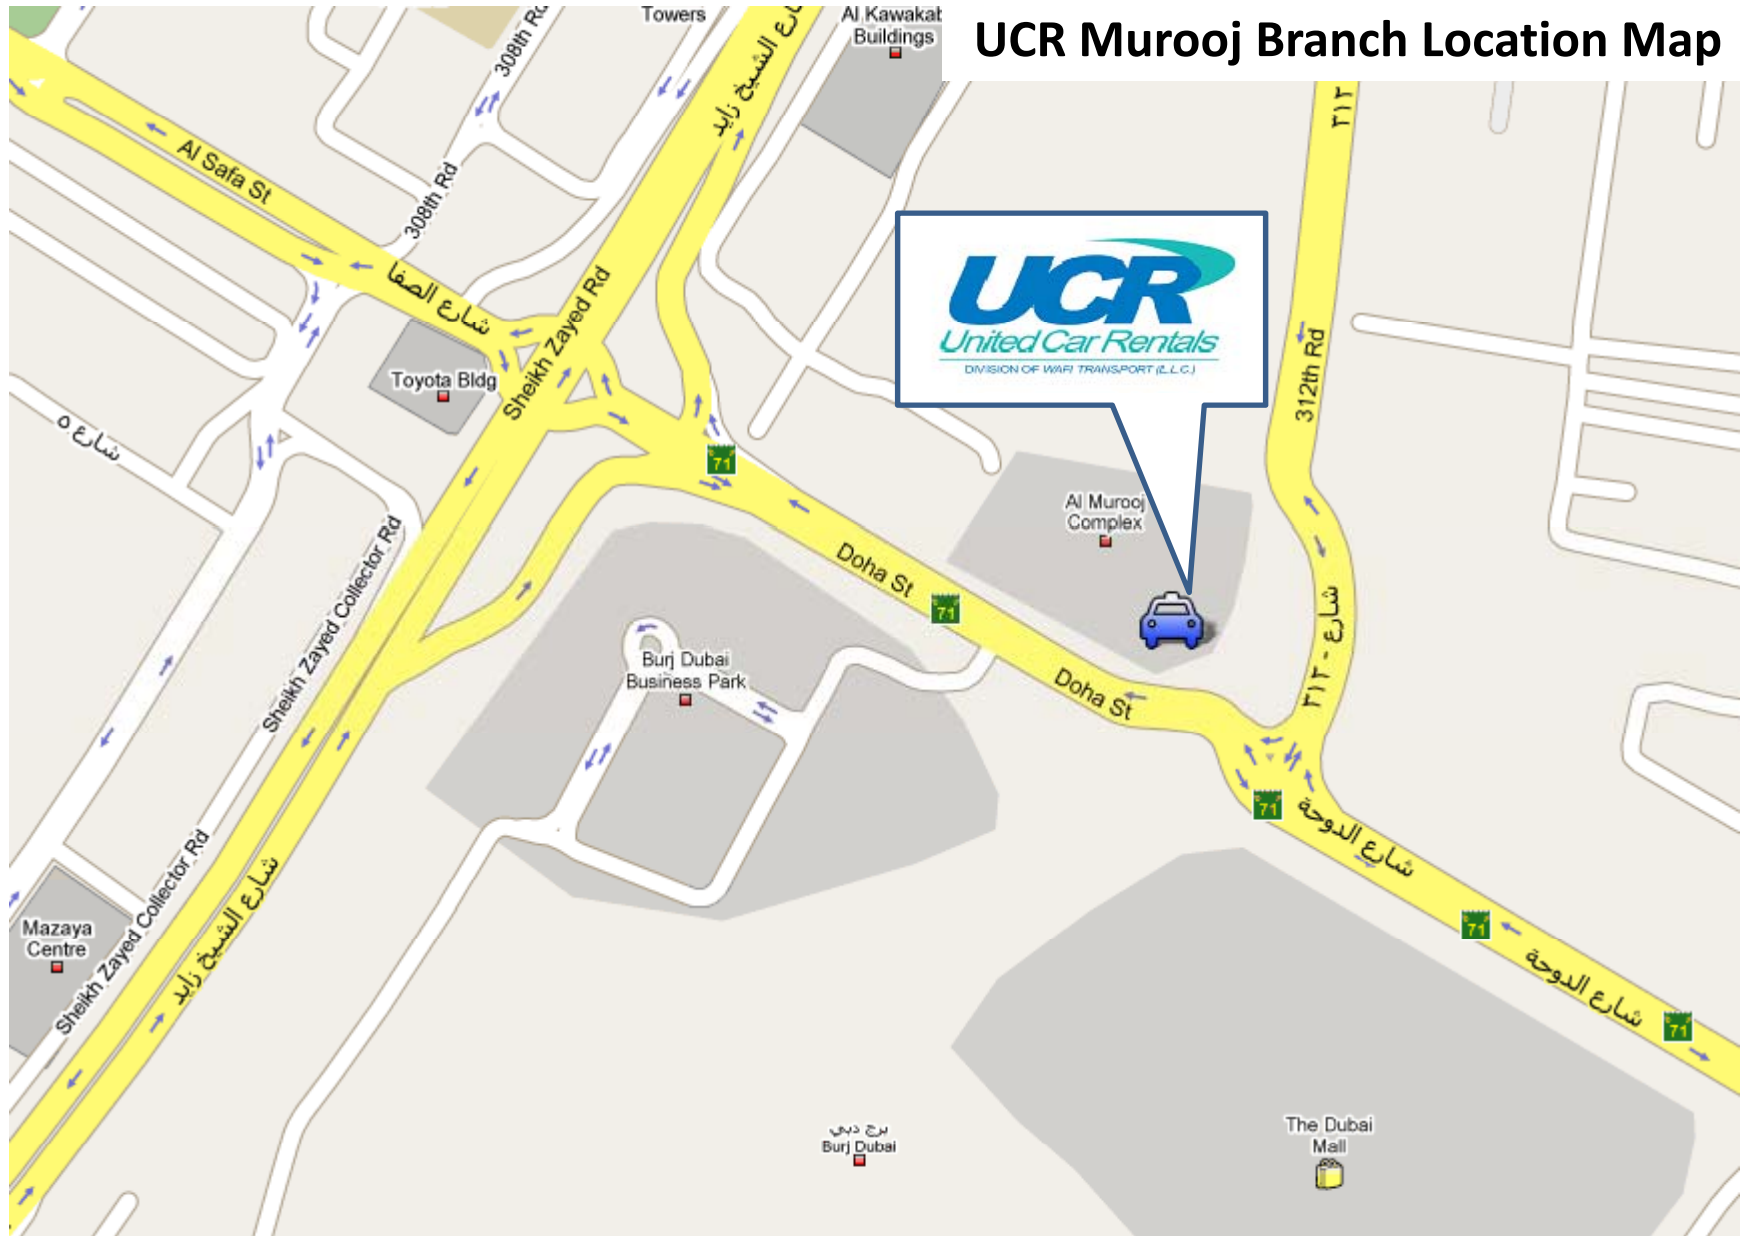 UCR Murooj Branch Location Map
Towers
Al Kawakab
Buildings
308th Rd
شارع الشيخ زايد
٣١٢
Al Safa St
308th Rd
شارع الصفا
Sheikh Zayed Rd
UCR
United Car Rentals
DIVISION OF WAFI TRANSPORT (L.L.C.)
312th Rd
Toyota Bldg
شارع ٥
71
Al Murooj
Complex
Sheikh Zayed Collector Rd
Doha St
71
شارع - ٣١٢
Burj Dubai
Business Park
Doha St
71
شارع الدوحة
Sheikh Zayed Collector Rd
شارع الشيخ زايد
Mazaya
Centre
71
شارع الدوحة
71
برج دبي
Burj Dubai
The Dubai
Mall